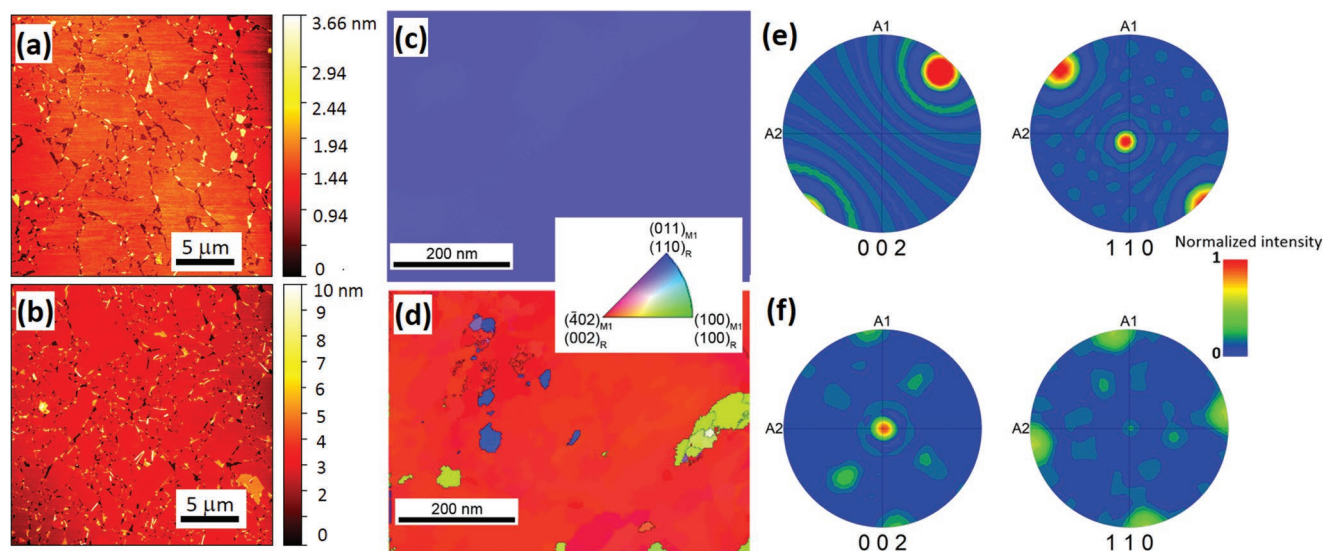 (a)
3.66 nm
2.94
2.44
1.94
1.44
0.94
0
5 μm
(b)
10 nm
9
8
7
6
5
4
3
2
1
0
5 μm
(c)
200 nm
(011)M1
(110)R
(4̄02)M1
(002)R
(100)M1
(100)R
(d)
200 nm
(e)
A1
A2
0 0 2
A1
A2
1 1 0
Normalized intensity
1
0
(f)
A1
A2
0 0 2
A1
A2
1 1 0